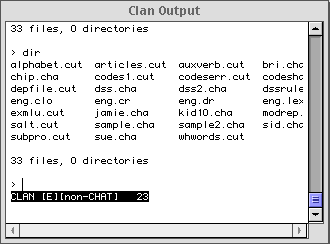 Clan Output
33 files, 0 directories
> dir
alphabet.cut articles.cut auxverb.cut bri.cha
chip.cha codes1.cut codeserr.cut codesha
depfile.cut dss.cha dss2.cha dssrule
eng.clo eng.cr eng.dr eng.lex
exmlu.cut jamie.cha kid10.cha modrep.
salt.cut sample.cha sample2.cha sid.cha
subpro.cut sue.cha whwords.cut
33 files, 0 directories
>
CLAN [E][non-CHAT] 23